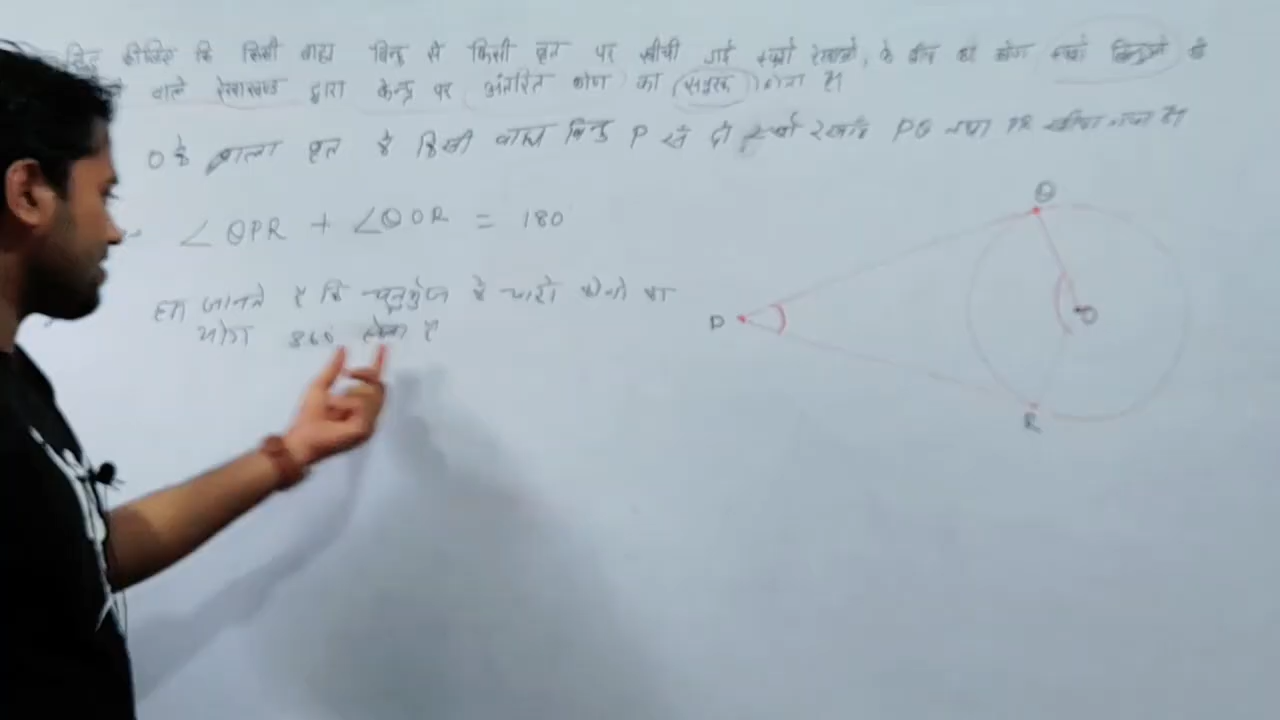 कीजिए कि किसी बाह्य बिन्दु से किसी वृत पर खींची गई स्पर्श रेखाओं, के बीच का कोण स्पर्श बिन्दुओं को
वाले रेखाखण्ड द्वारा केन्द्र पर अंतरित कोण का (संपूरक) होता है।
O के वाला वृत है किसी बाह्य बिन्दु P से दो स्पर्श रेखाएँ PQ तथा PR खींचा गया है।
∠QPR + ∠QOR = 180
हम जानते है कि चतुर्भुज के चारो कोनो का
योग 360 होता है
Q
P
O
R